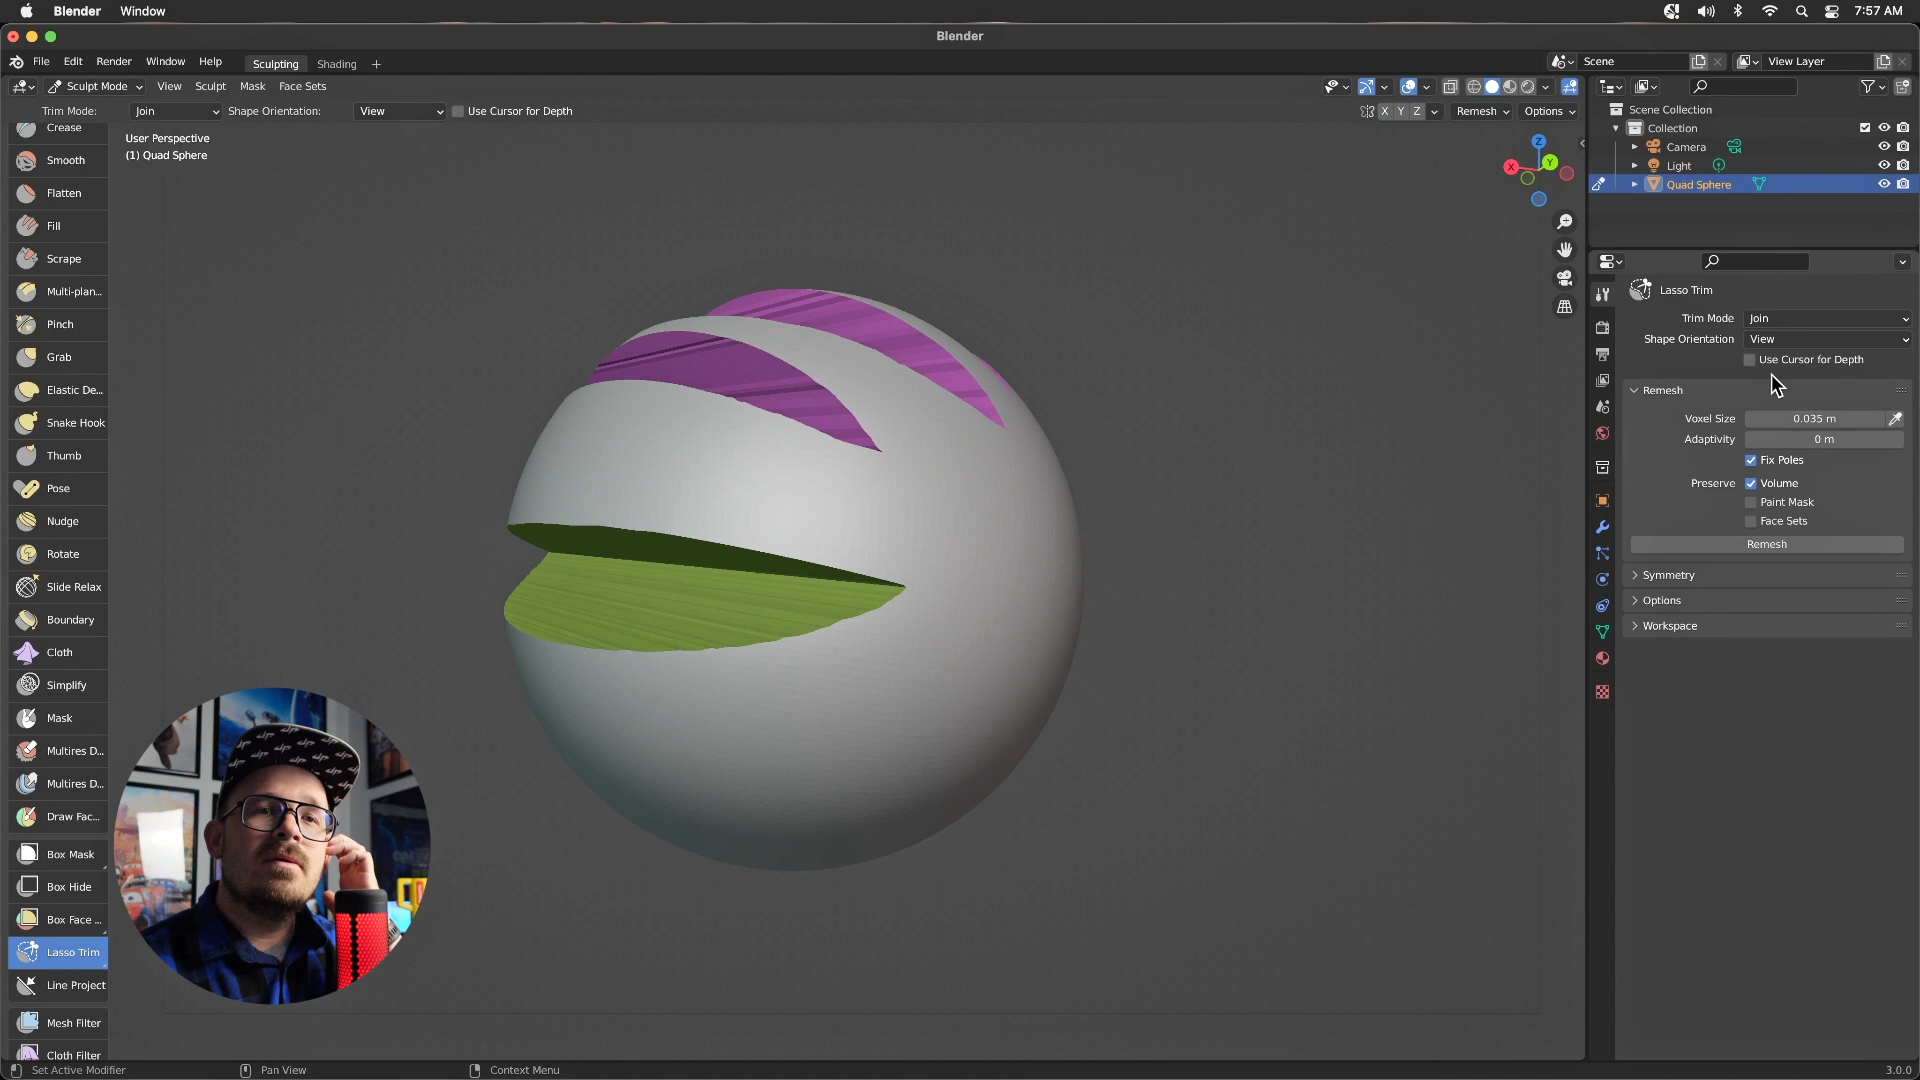 Blender Window 7:57 AM
Blender
File Edit Render Window Help Sculpting Shading + Scene View Layer
Sculpt Mode View Sculpt Mask Face Sets
Trim Mode: Join Shape Orientation: View Use Cursor for Depth X Y Z Remesh Options
User Perspective
(1) Quad Sphere
Z
X
Y
Crease
Smooth
Flatten
Fill
Scrape
Multi-plan...
Pinch
Grab
Elastic De...
Snake Hook
Thumb
Pose
Nudge
Rotate
Slide Relax
Boundary
Cloth
Simplify
Mask
Multires D...
Multires D...
Draw Fac...
Box Mask
Box Hide
Box Face ...
Lasso Trim
Line Project
Mesh Filter
Cloth Filter
Scene Collection
Collection
Camera
Light
Quad Sphere
Lasso Trim
Trim Mode Join
Shape Orientation View
Use Cursor for Depth
Remesh
Voxel Size 0.035 m
Adaptivity 0 m
Fix Poles
Preserve Volume
Paint Mask
Face Sets
Remesh
Symmetry
Options
Workspace
Set Active Modifier Pan View Context Menu 3.0.0